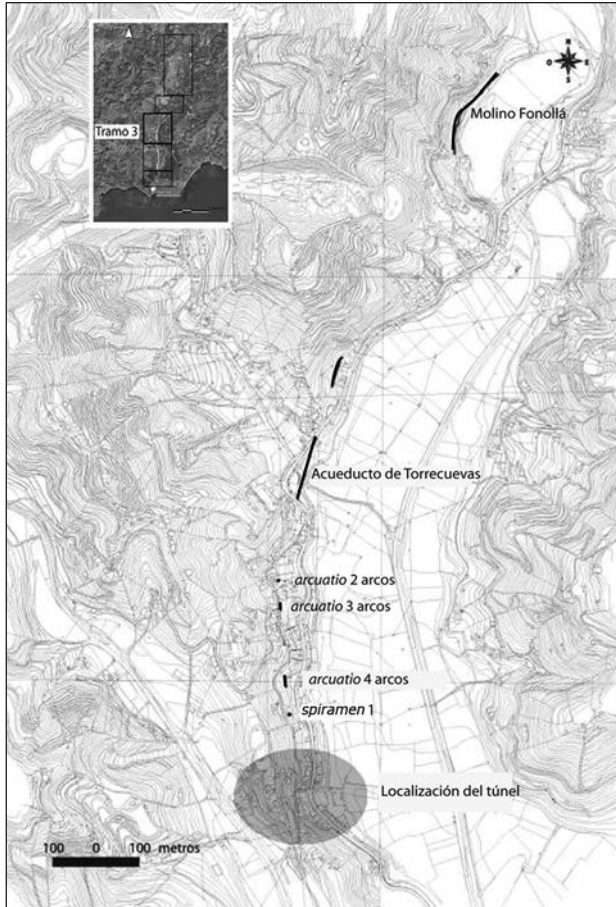 Tramo 3
N
O E
S
Molino Fonollá
Acueducto de Torrecuevas
arcuatio 2 arcos
arcuatio 3 arcos
arcuatio 4 arcos
spiramen 1
Localización del túnel
100 0 100 metros